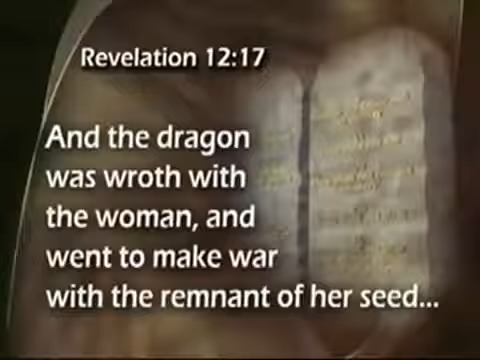 Revelation 12:17
And the dragon
was wroth with
the woman, and
went to make war
with the remnant of her seed...